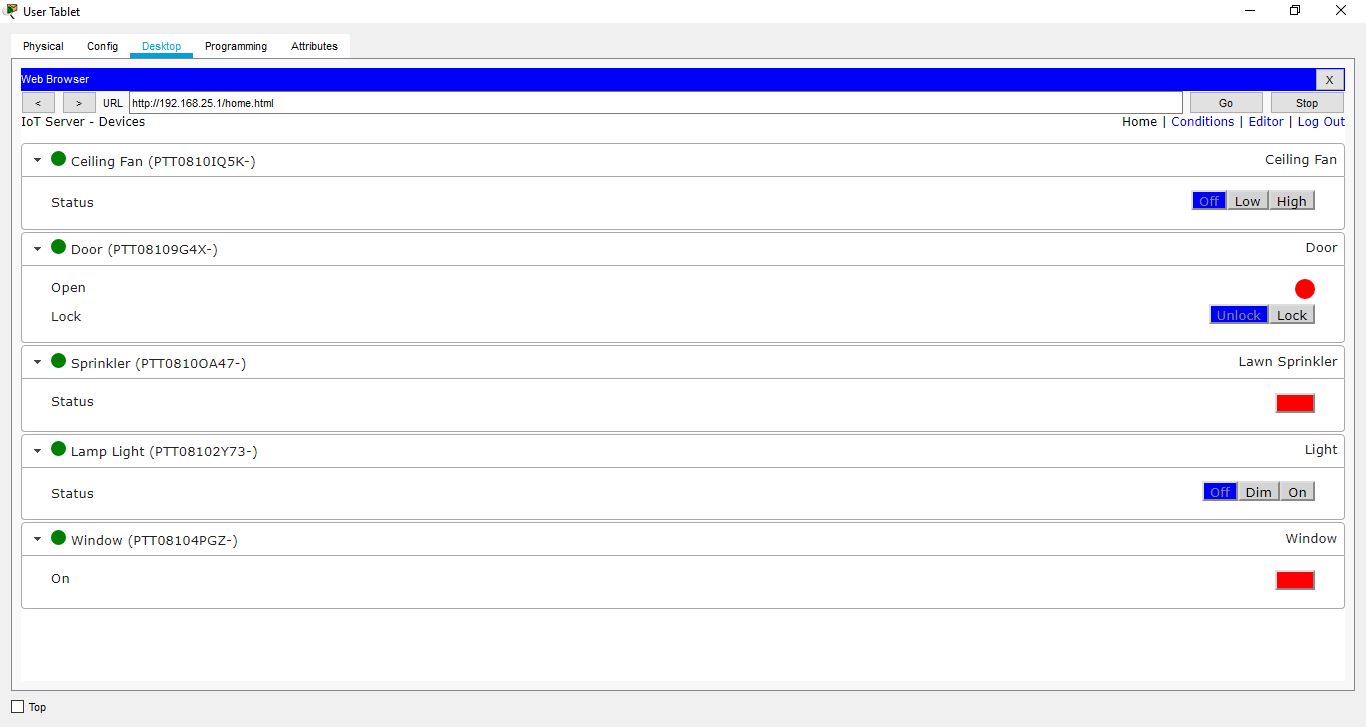 User Tablet
Physical Config Desktop Programming Attributes
Web Browser X
< > URL http://192.168.25.1/home.html Go Stop
IoT Server - Devices Home | Conditions | Editor | Log Out
Ceiling Fan (PTT0810IQ5K-) Ceiling Fan
Status Off Low High
Door (PTT08109G4X-) Door
Open
Lock Unlock Lock
Sprinkler (PTT0810OA47-) Lawn Sprinkler
Status
Lamp Light (PTT08102Y73-) Light
Status Off Dim On
Window (PTT08104PGZ-) Window
On
Top